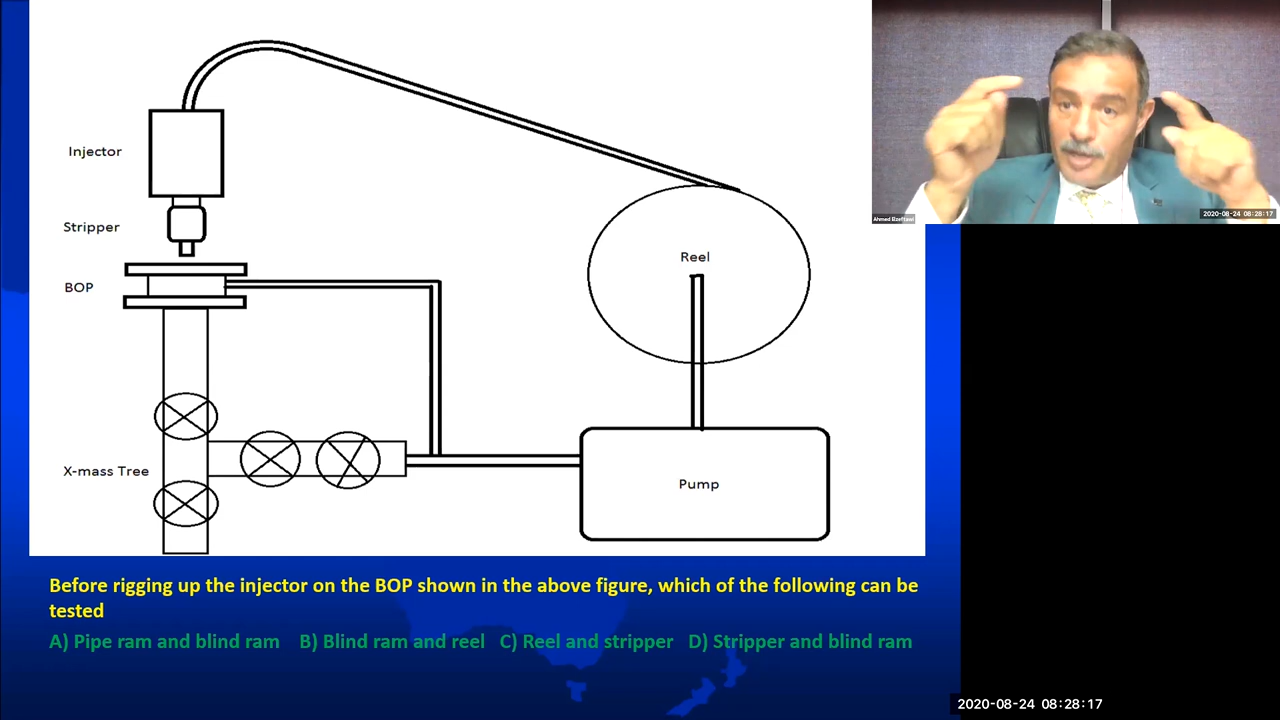 Injector
Stripper
BOP
X-mass Tree
Reel
Pump
Before rigging up the injector on the BOP shown in the above figure, which of the following can be
tested
A) Pipe ram and blind ram B) Blind ram and reel C) Reel and stripper D) Stripper and blind ram
2020-08-24 08:28:17
2020-08-24 08:28:17